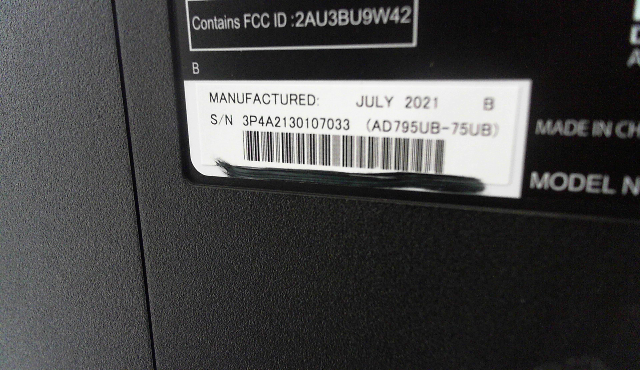 Contains FCC ID :2AU3BU9W42
B
MANUFACTURED: JULY 2021 B
S/N 3P4A2130107033 (AD795UB-75UB)
MADE IN CH
MODEL N